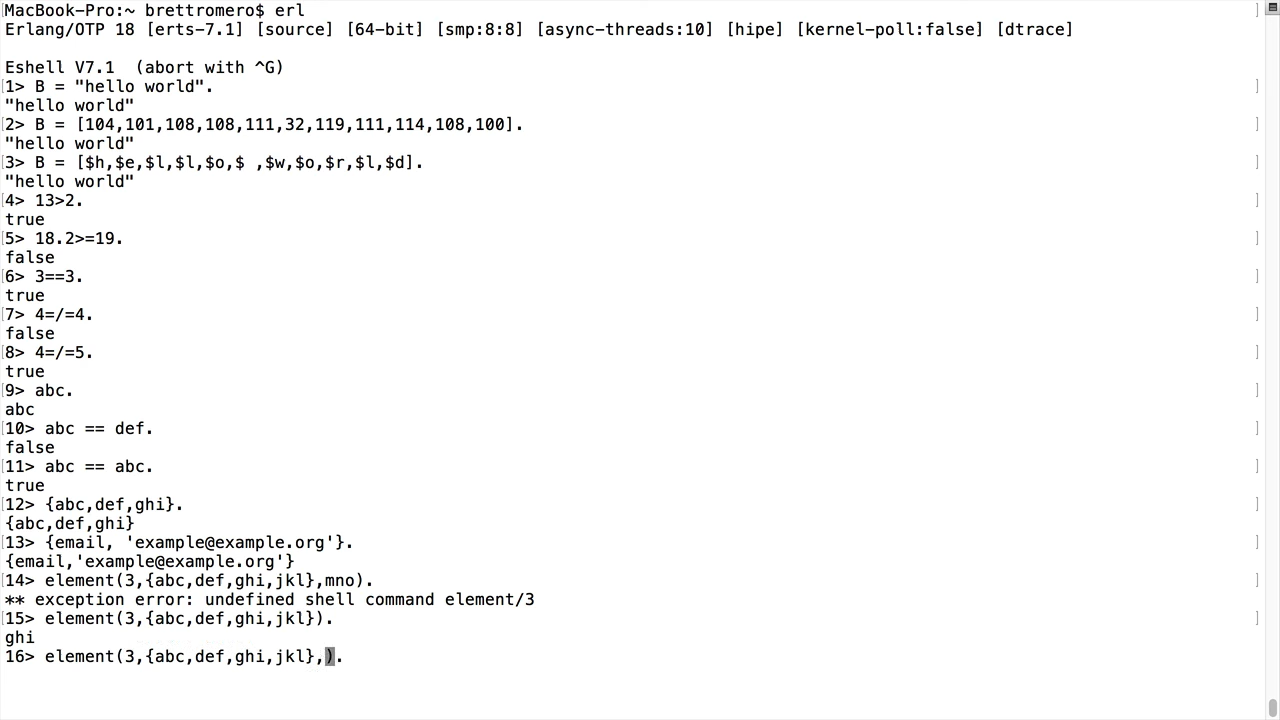 MacBook-Pro:~ brettromero$ erl
Erlang/OTP 18 [erts-7.1] [source] [64-bit] [smp:8:8] [async-threads:10] [hipe] [kernel-poll:false] [dtrace]
Eshell V7.1  (abort with ^G)
1> B = "hello world".
"hello world"
2> B = [104,101,108,108,111,32,119,111,114,108,100].
"hello world"
3> B = [$h,$e,$l,$l,$o,$ ,$w,$o,$r,$l,$d].
"hello world"
4> 13>2.
true
5> 18.2>=19.
false
6> 3==3.
true
7> 4=/=4.
false
8> 4=/=5.
true
9> abc.
abc
10> abc == def.
false
11> abc == abc.
true
12> {abc,def,ghi}.
{abc,def,ghi}
13> {email, 'example@example.org'}.
{email,'example@example.org'}
14> element(3,{abc,def,ghi,jkl},mno).
** exception error: undefined shell command element/3
15> element(3,{abc,def,ghi,jkl}).
ghi
16> element(3,{abc,def,ghi,jkl},).